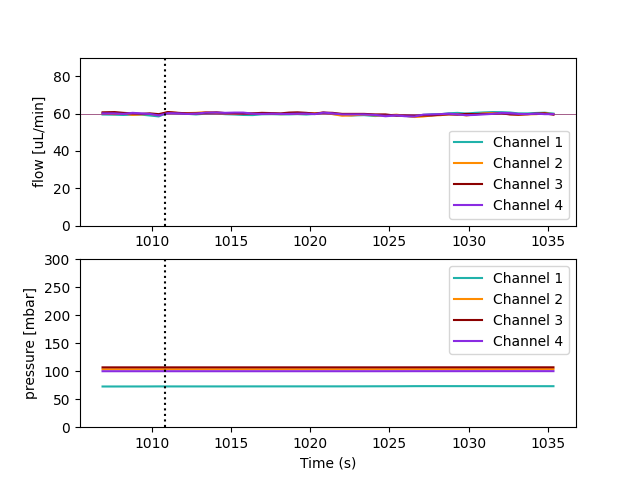 flow [uL/min]
80
60
40
20
0
Channel 1
Channel 2
Channel 3
Channel 4
1010 1015 1020 1025 1030 1035
pressure [mbar]
300
250
200
150
100
50
0
Channel 1
Channel 2
Channel 3
Channel 4
1010 1015 1020 1025 1030 1035
Time (s)